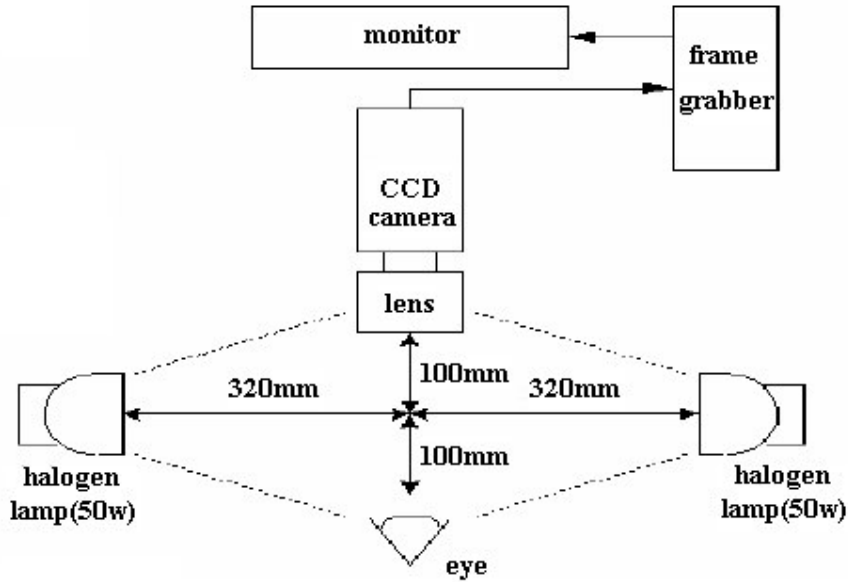 monitor
frame
grabber
CCD
camera
lens
100mm
320mm
320mm
100mm
halogen
lamp(50w)
halogen
lamp(50w)
eye